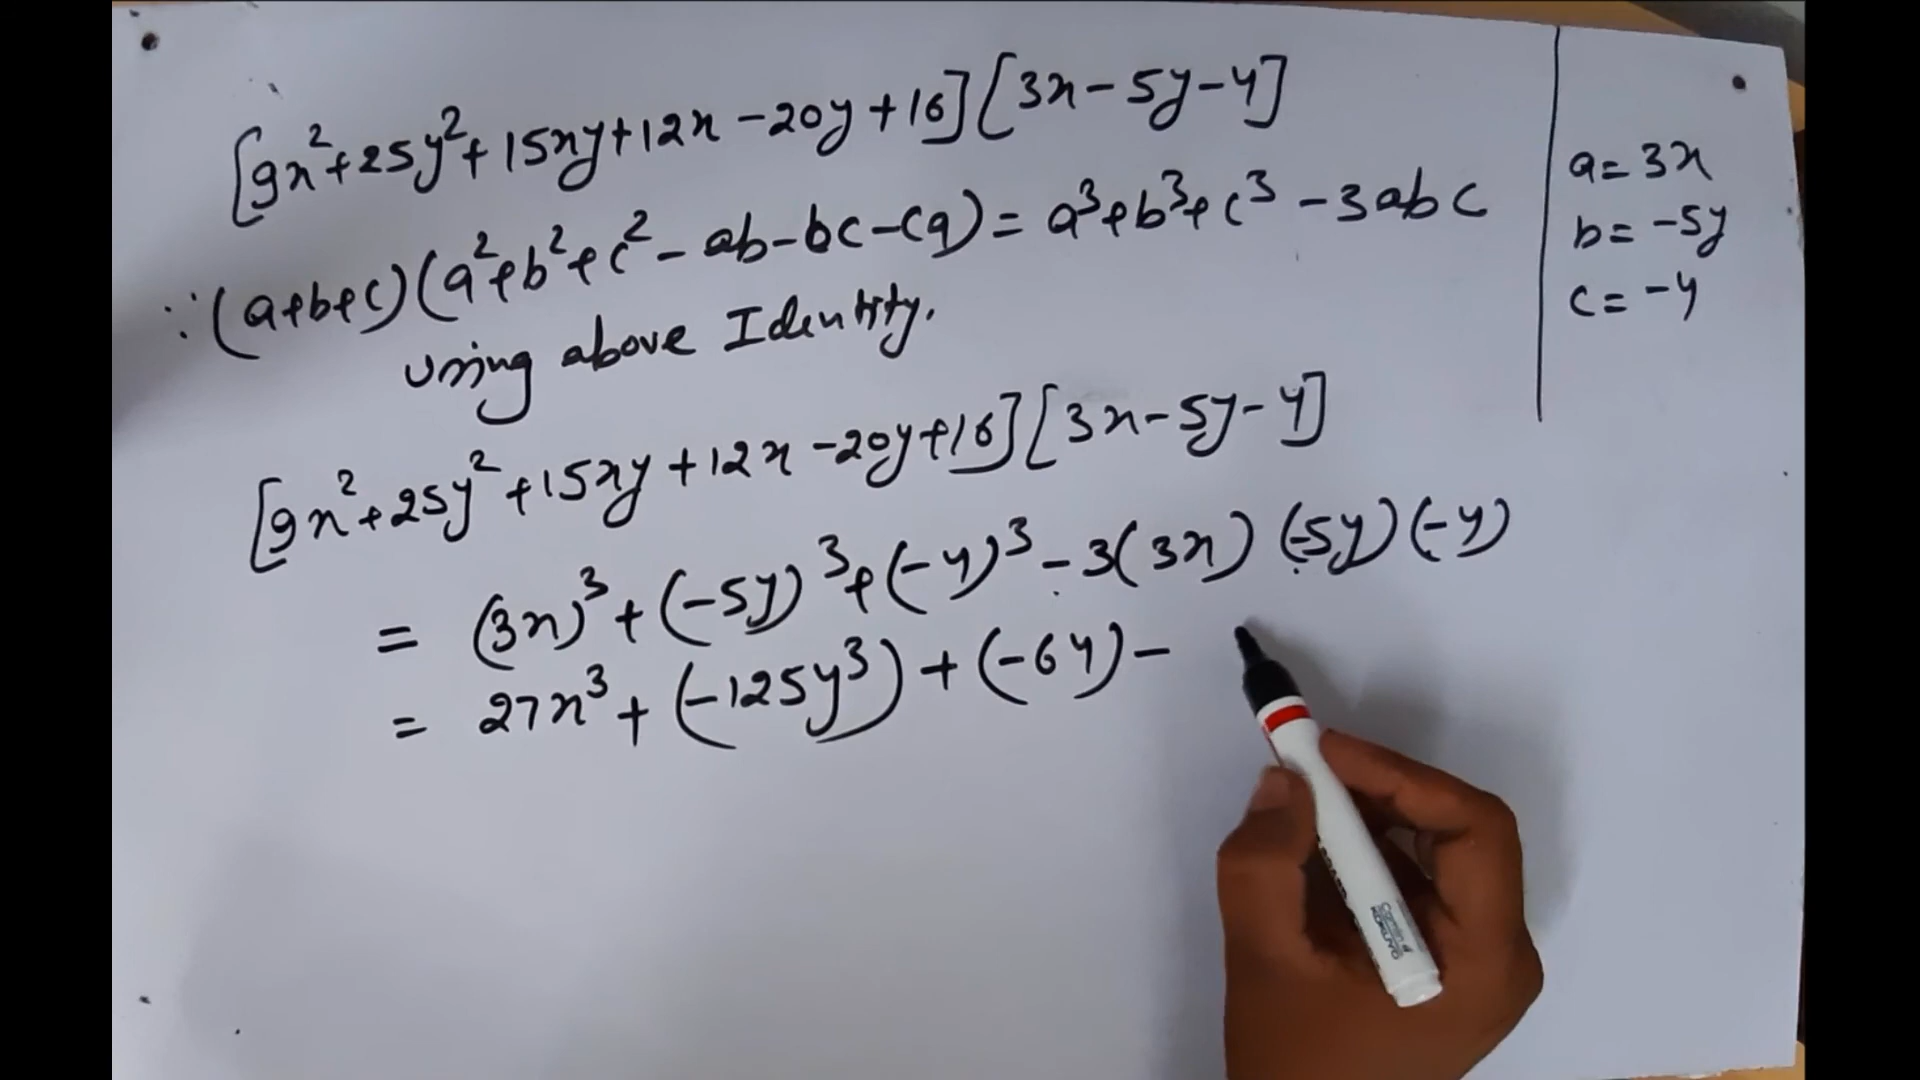 [9x²+25y²+15xy+12x-20y+16][3x-5y-4]
∵(a+b+c)(a²+b²+c²-ab-bc-ca)=a³+b³+c³-3abc
using above Identity.
[9x²+25y²+15xy+12x-20y+16][3x-5y-4]
= (3x)³+(-5y)³+(-4)³-3(3x)(-5y)(-4)
= 27x³+(-125y³)+(-64)-
a=3x
b=-5y
c=-4
Camlin
KOKUYO